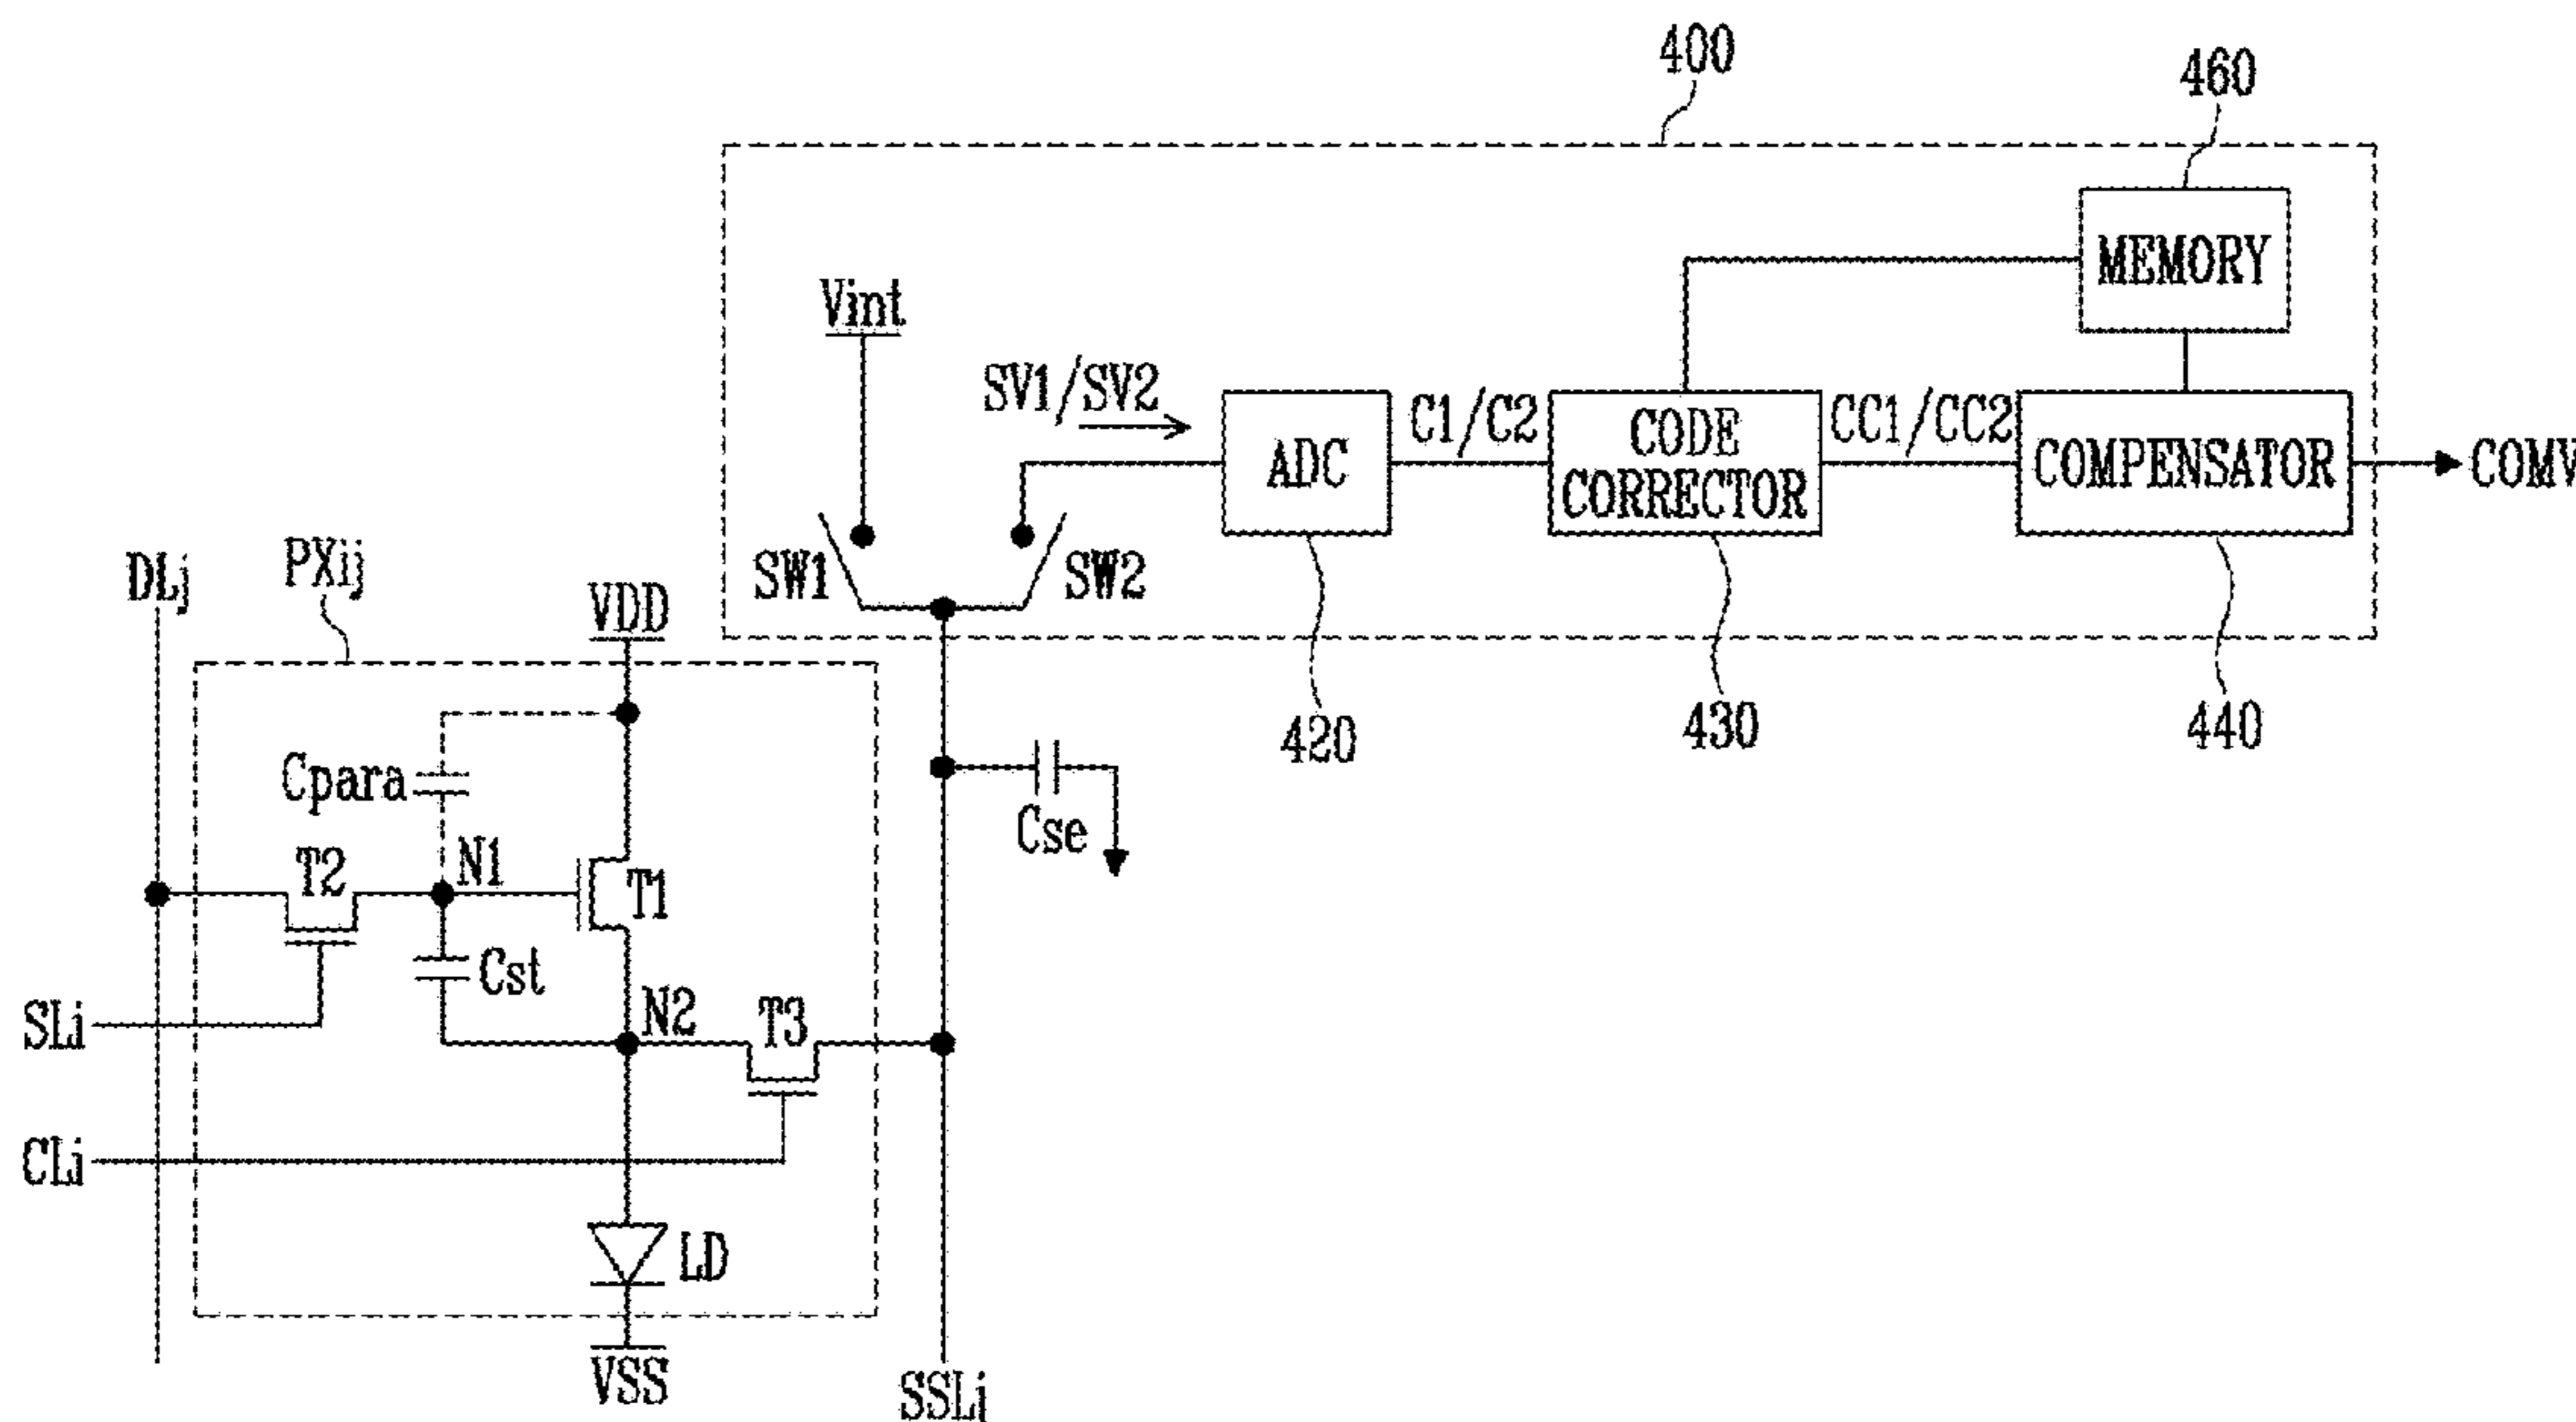 400
460
MEMORY
Vint
SV1/SV2
ADC
C1/C2
CODE
CORRECTOR
CC1/CC2
COMPENSATOR
COMV
SW1
SW2
420
430
440
DLj
PXij
VDD
Cpara
Cse
T2
N1
T1
Cst
SLi
N2
T3
CLi
LD
VSS
SSLj